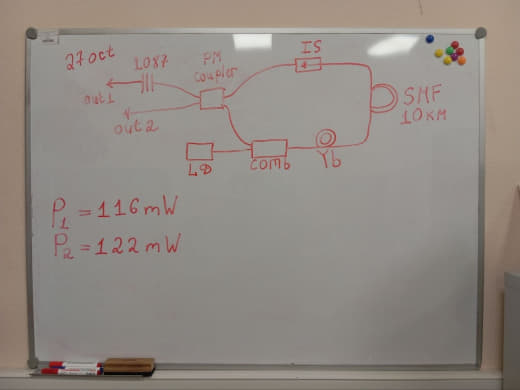 27 oct
1087
PM
coupler
IS
out 1
out 2
SMF
10 KM
LD
comb
Yb
P1 = 116 mW
P2 = 122 mW